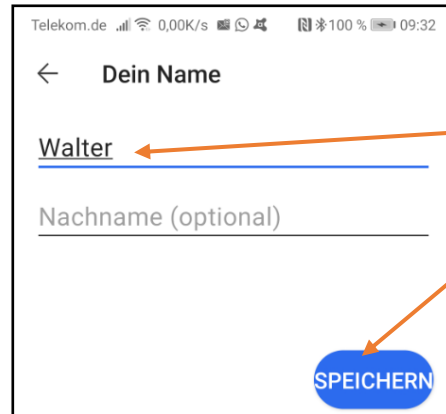 Telekom.de 0,00K/s 100 % 09:32
Dein Name
Walter
Nachname (optional)
SPEICHERN